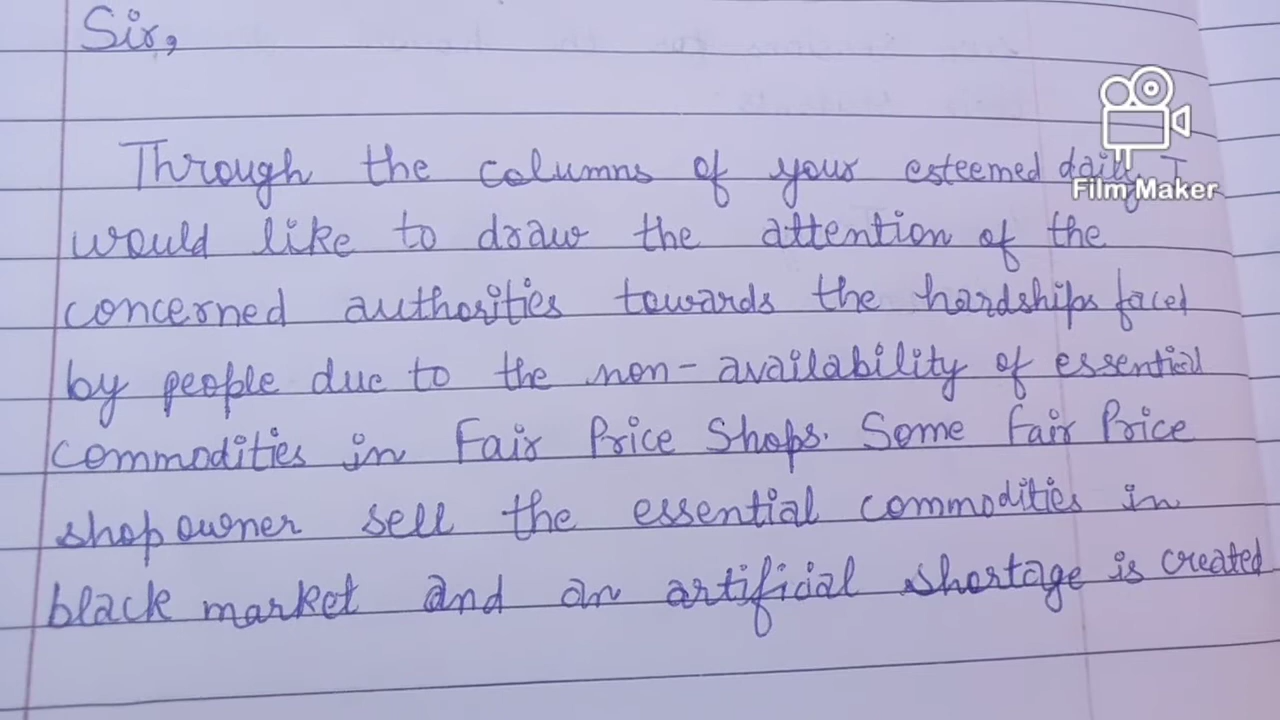 Sir,
Through the columns of your esteemed daily I
Film Maker
would like to draw the attention of the
concerned authorities towards the hardships faced
by people due to the non-availability of essential
commodities in Fair Price Shops. Some Fair Price
shop owner sell the essential commodities in
black market and an artificial shortage is created